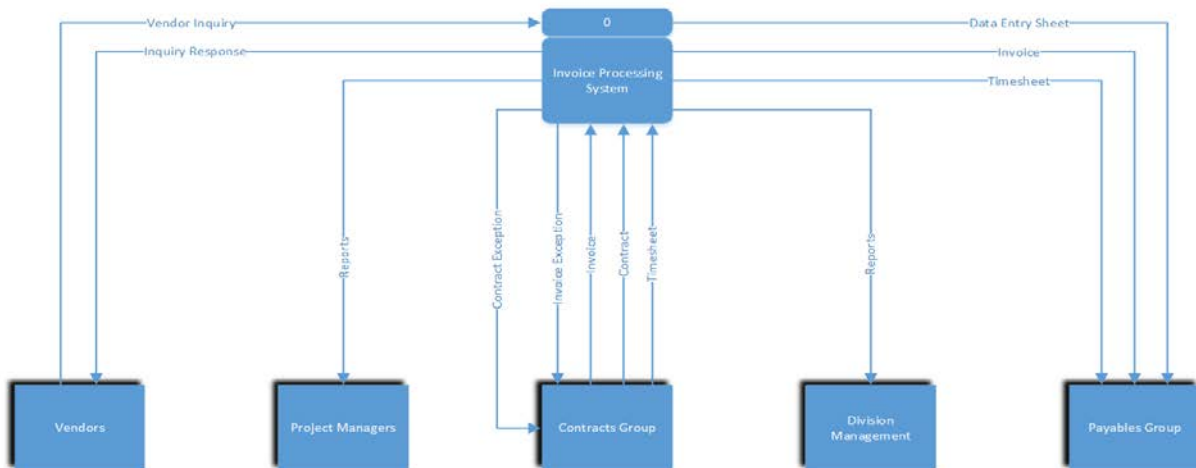 Vendor Inquiry
0
Data Entry Sheet
Inquiry Response
Invoice
Invoice Processing
System
Timesheet
Contract Exception
Invoice Exception
Invoice
Contract
Timesheet
Reports
Reports
Vendors
Project Managers
Contracts Group
Division
Management
Payables Group